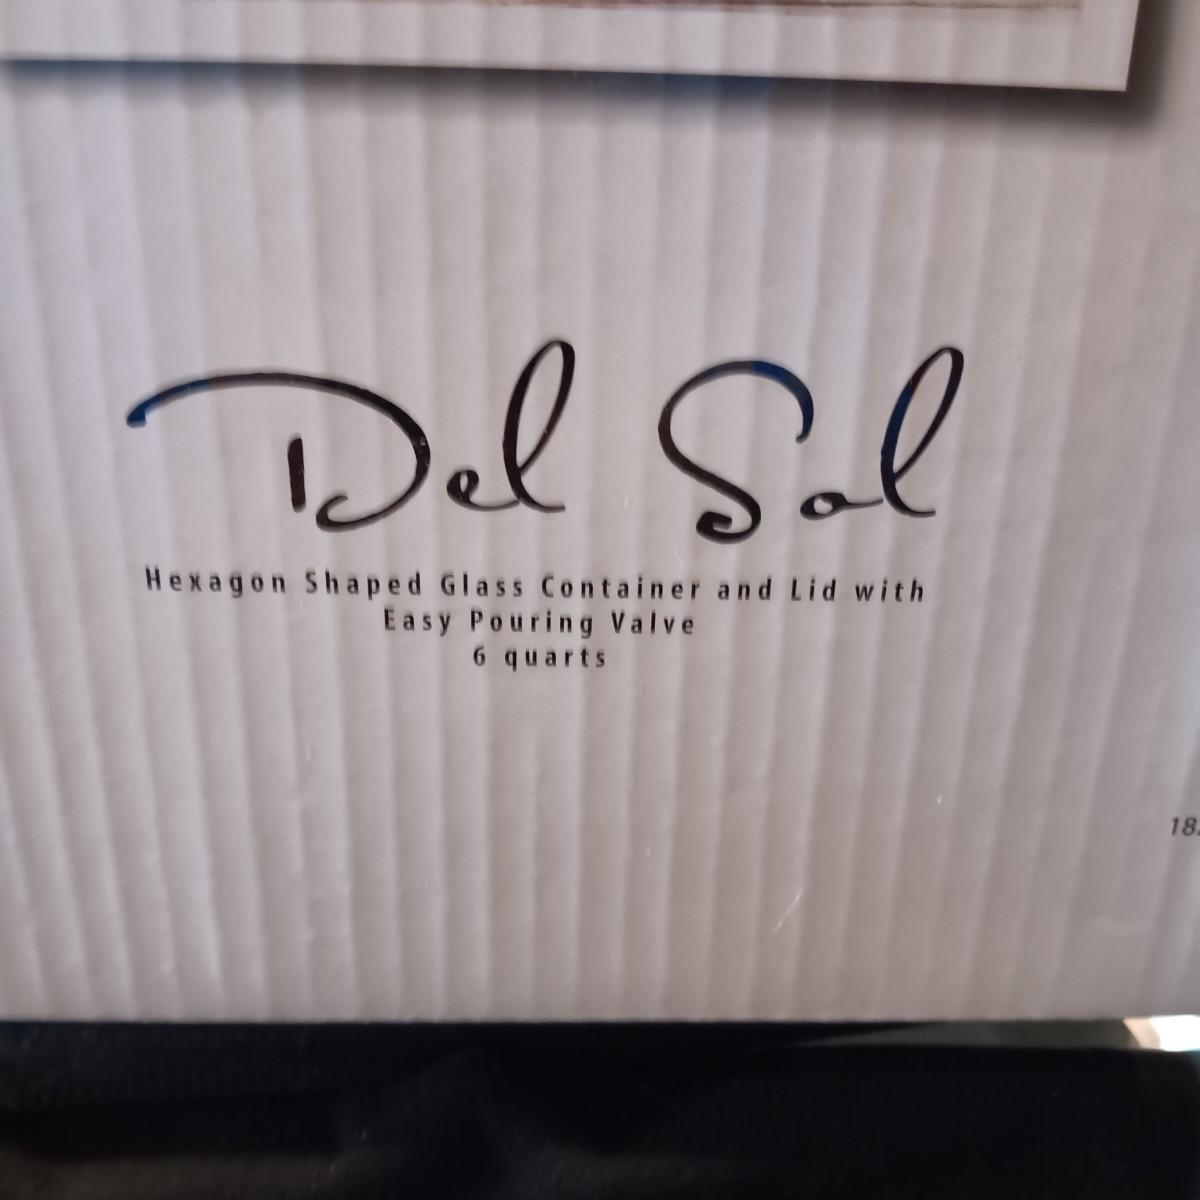 Del Sol
Hexagon Shaped Glass Container and Lid with
Easy Pouring Valve
6 quarts